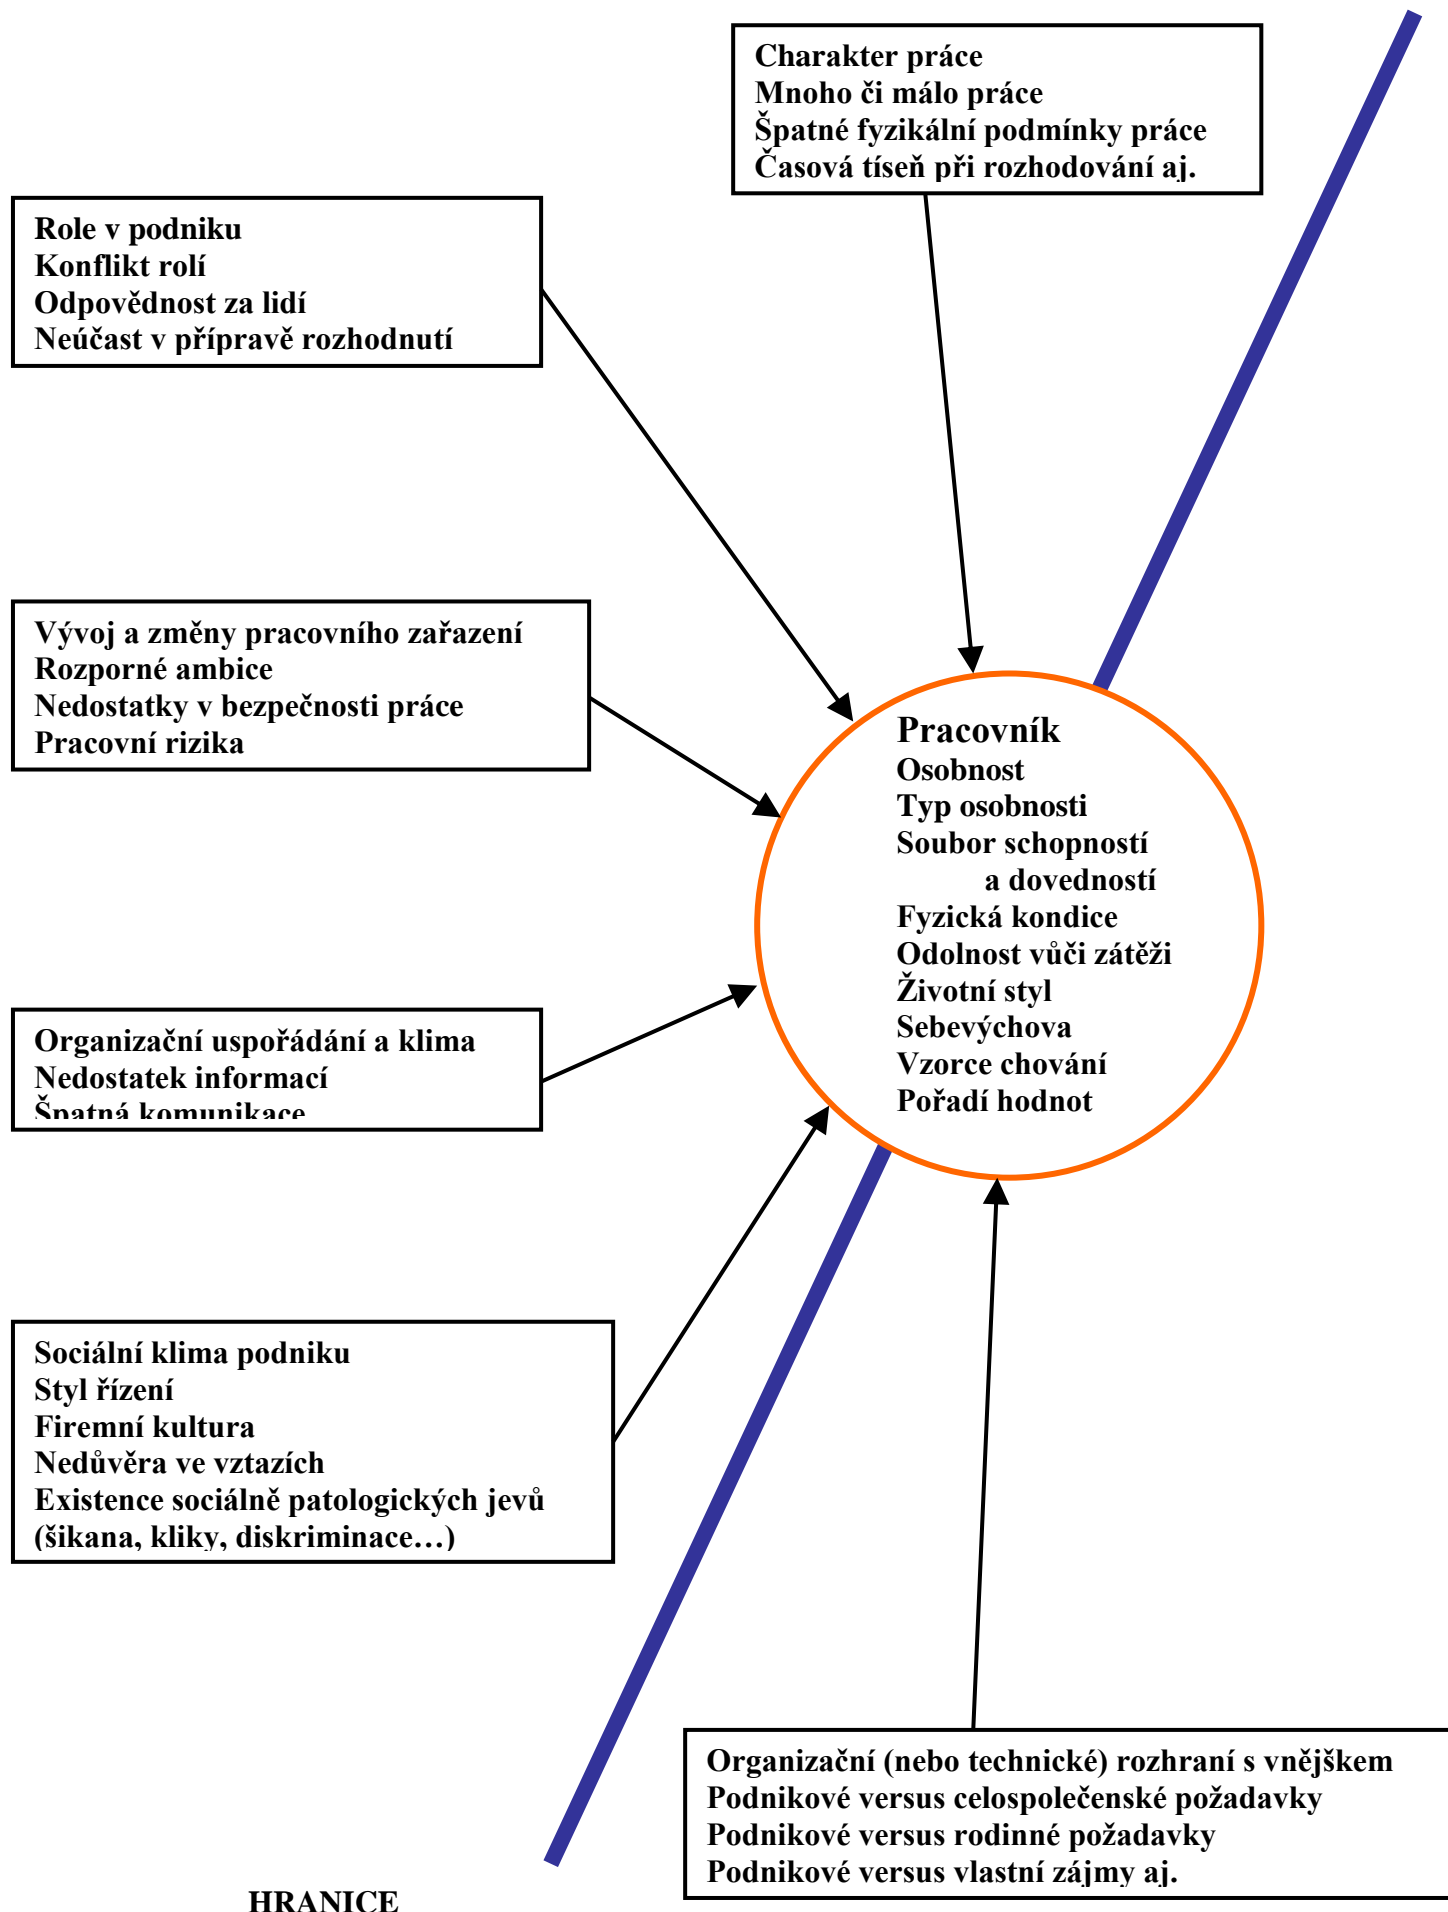 Charakter práce
Mnoho či málo práce
Špatné fyzikální podmínky práce
Časová tíseň při rozhodování aj.
Role v podniku
Konflikt rolí
Odpovědnost za lidí
Neúčast v přípravě rozhodnutí
Vývoj a změny pracovního zařazení
Rozporné ambice
Nedostatky v bezpečnosti práce
Pracovní rizika
Pracovník
Osobnost
Typ osobnosti
Soubor schopností
a dovedností
Fyzická kondice
Odolnost vůči zátěži
Životní styl
Sebevýchova
Vzorce chování
Pořadí hodnot
Organizační uspořádání a klima
Nedostatek informací
Špatná komunikace
Sociální klima podniku
Styl řízení
Firemní kultura
Nedůvěra ve vztazích
Existence sociálně patologických jevů
(šikana, kliky, diskriminace…)
Organizační (nebo technické) rozhraní s vnějškem
Podnikové versus celospolečenské požadavky
Podnikové versus rodinné požadavky
Podnikové versus vlastní zájmy aj.
HRANICE